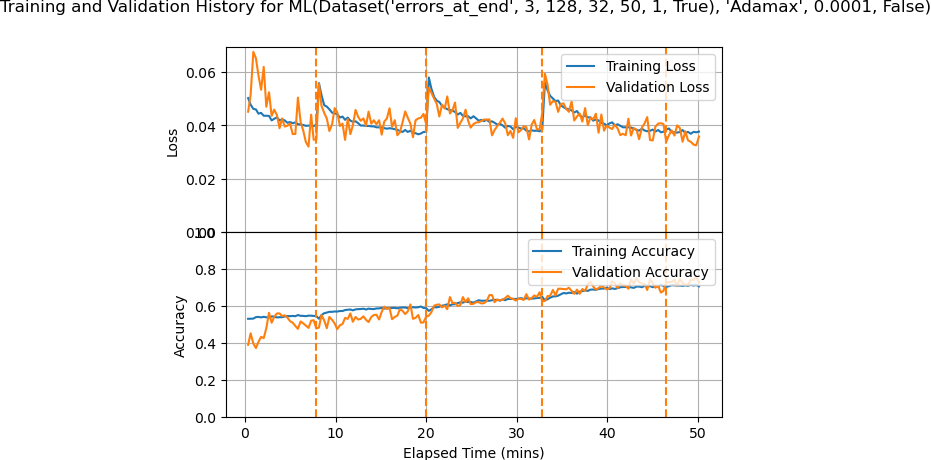 Training and Validation History for ML(Dataset('errors_at_end', 3, 128, 32, 50, 1, True), 'Adamax', 0.0001, False)
Training Loss
Validation Loss
0.06
0.04
0.02
0.00
Loss
1.0
Training Accuracy
Validation Accuracy
0.8
0.6
0.4
0.2
0.0
Accuracy
0 10 20 30 40 50
Elapsed Time (mins)